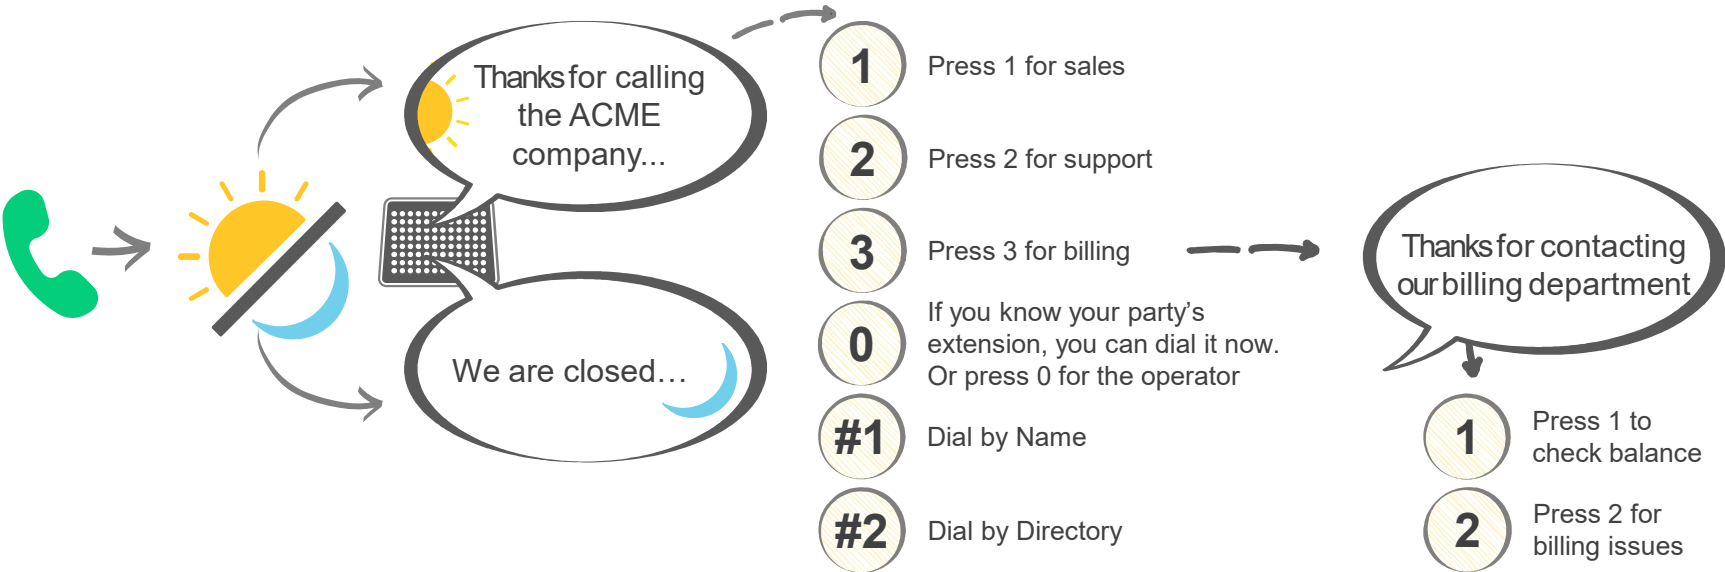 Thanks for calling
the ACME
company...
We are closed...
1
Press 1 for sales
2
Press 2 for support
3
Press 3 for billing
0
If you know your party’s
extension, you can dial it now.
Or press 0 for the operator
#1
Dial by Name
#2
Dial by Directory
Thanks for contacting
our billing department
1
Press 1 to
check balance
2
Press 2 for
billing issues